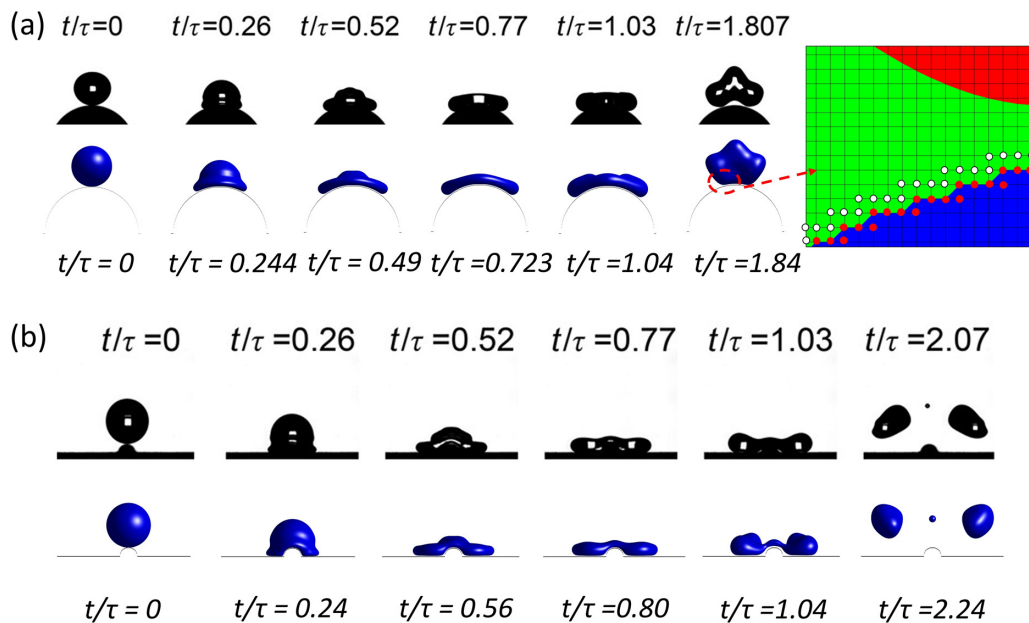 (a) t/τ=0 t/τ=0.26 t/τ=0.52 t/τ=0.77 t/τ=1.03 t/τ=1.807
t/τ = 0 t/τ = 0.244 t/τ = 0.49 t/τ =0.723 t/τ =1.04 t/τ =1.84
(b) t/τ =0 t/τ =0.26 t/τ =0.52 t/τ =0.77 t/τ =1.03 t/τ =2.07
t/τ = 0 t/τ = 0.24 t/τ = 0.56 t/τ = 0.80 t/τ =1.04 t/τ =2.24